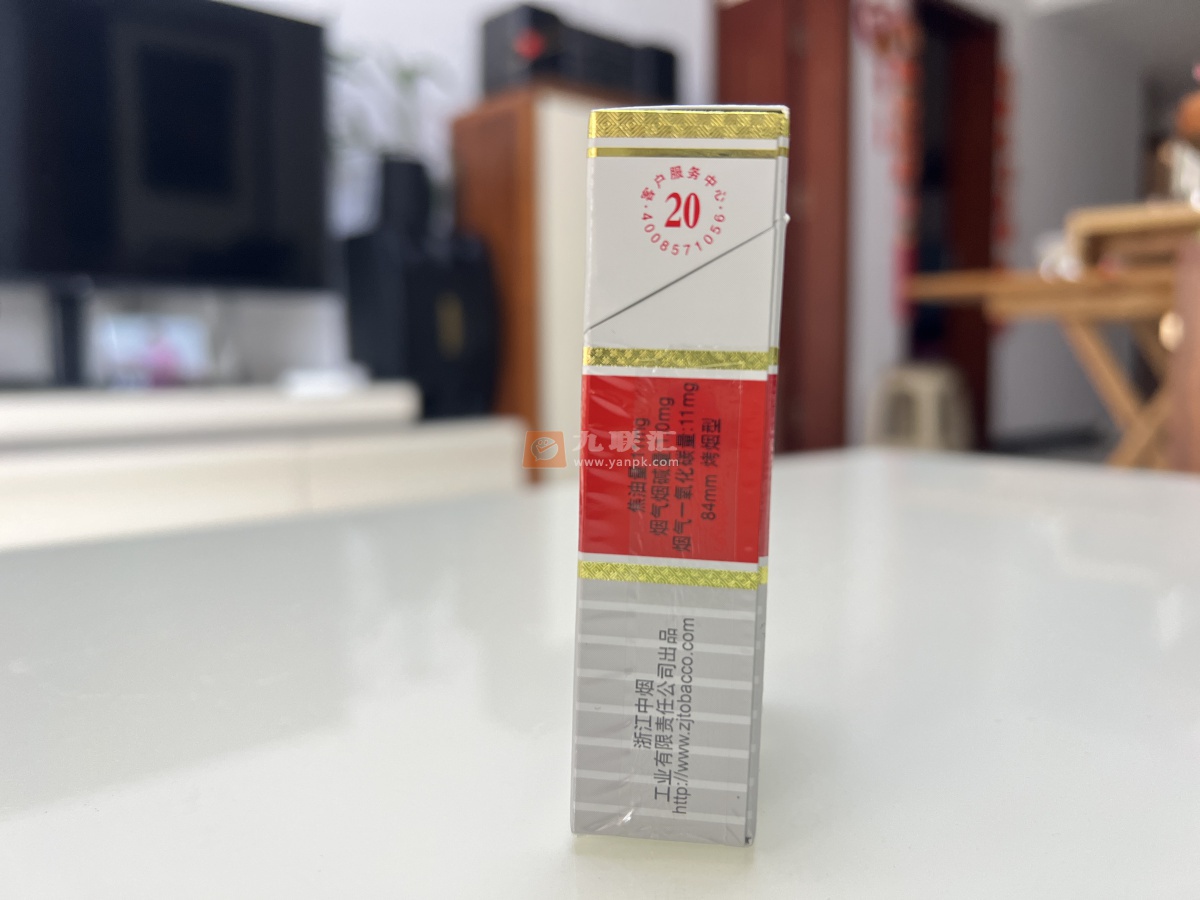 客户服务中心
20
4008571056
焦油量
烟气烟碱
烟气一氧化碳量:11mg
84mm 烤烟型
九联汇
www.yanpk.com
浙江中烟
工业有限责任公司出品
http://www.zjtobacco.com